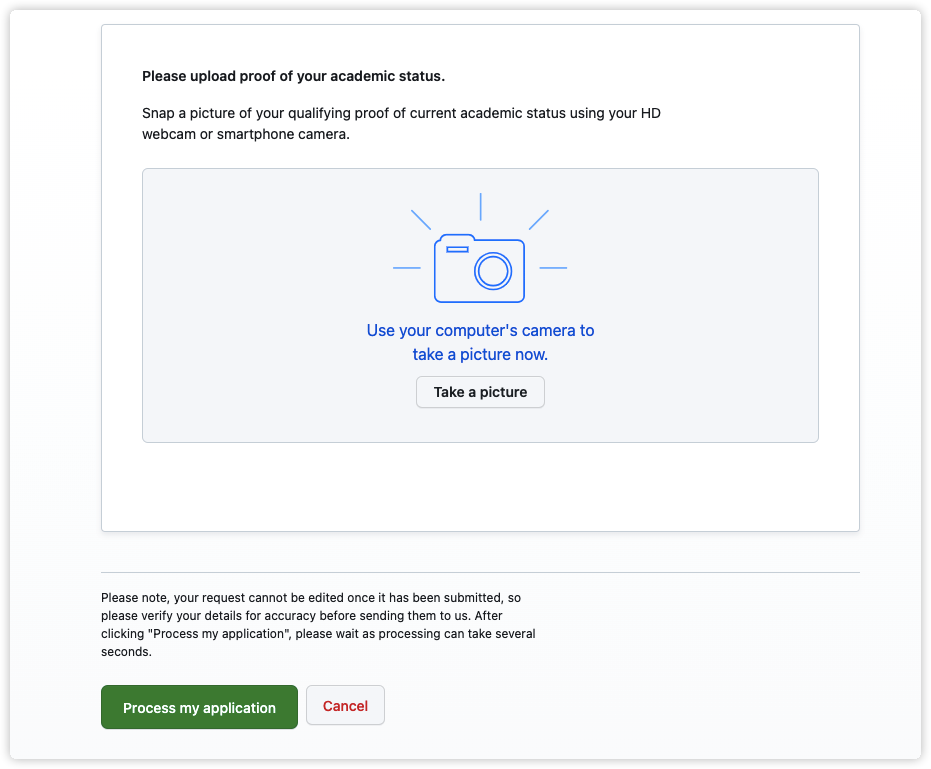 Please upload proof of your academic status.
Snap a picture of your qualifying proof of current academic status using your HD
webcam or smartphone camera.
Use your computer's camera to
take a picture now.
Take a picture
Please note, your request cannot be edited once it has been submitted, so
please verify your details for accuracy before sending them to us. After
clicking "Process my application", please wait as processing can take several
seconds.
Process my application
Cancel